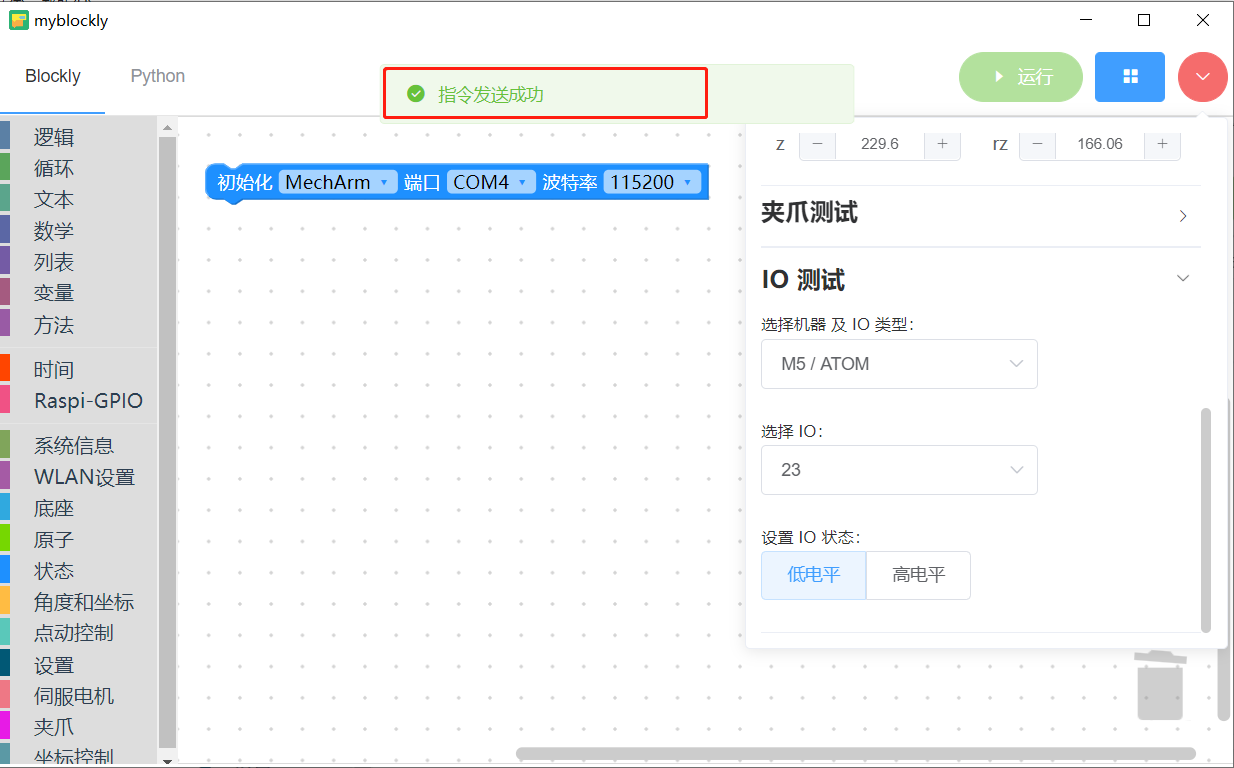 myblockly
Blockly Python
指令发送成功
运行
逻辑
循环
文本
数学
列表
变量
方法
时间
Raspi-GPIO
系统信息
WLAN设置
底座
原子
状态
角度和坐标
点动控制
设置
伺服电机
夹爪
坐标控制
初始化 MechArm 端口 COM4 波特率 115200
z − 229.6 + rz − 166.06 +
夹爪测试
IO 测试
选择机器 及 IO 类型：
M5 / ATOM
选择 IO：
23
设置 IO 状态：
低电平 高电平